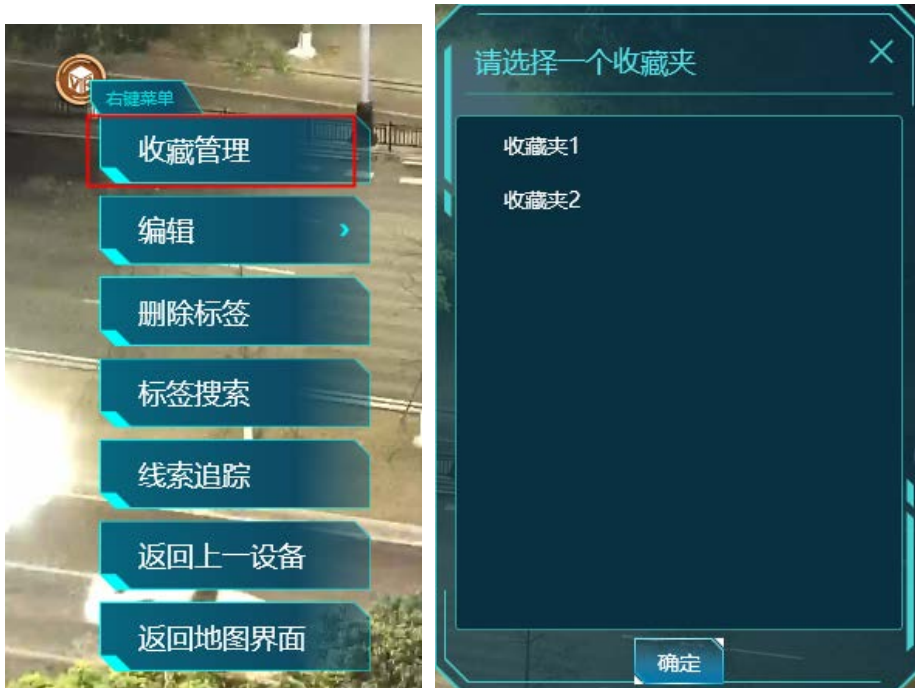 右键菜单
收藏管理
编辑
删除标签
标签搜索
线索追踪
返回上一设备
返回地图界面
请选择一个收藏夹
收藏夹1
收藏夹2
确定